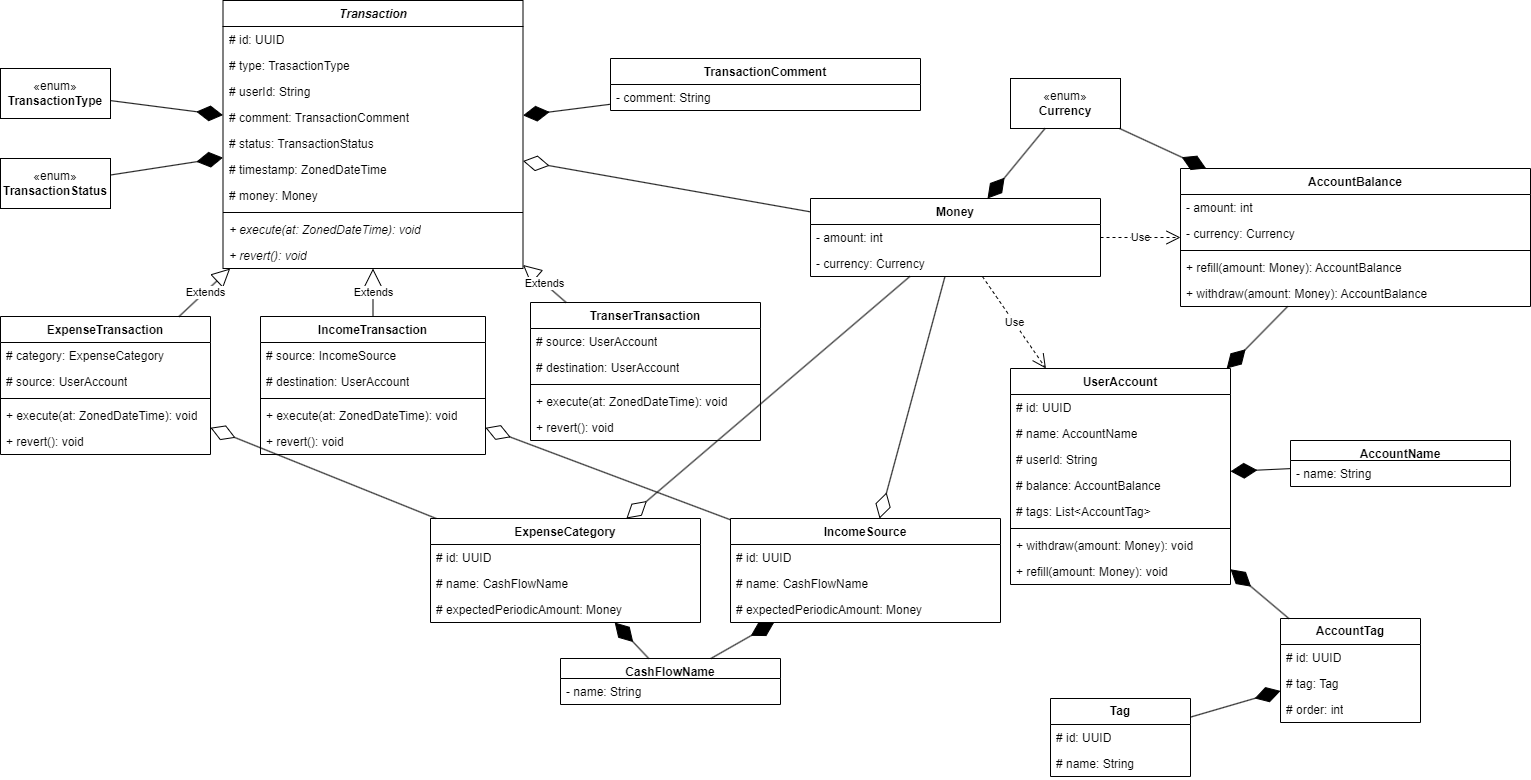 Transaction
# id: UUID
# type: TrasactionType
# userId: String
# comment: TransactionComment
# status: TransactionStatus
# timestamp: ZonedDateTime
# money: Money
+ execute(at: ZonedDateTime): void
+ revert(): void
«enum»
TransactionType
«enum»
TransactionStatus
TransactionComment
- comment: String
«enum»
Currency
AccountBalance
- amount: int
- currency: Currency
+ refill(amount: Money): AccountBalance
+ withdraw(amount: Money): AccountBalance
Money
- amount: int
- currency: Currency
Use
Use
Extends
Extends
Extends
ExpenseTransaction
# category: ExpenseCategory
# source: UserAccount
+ execute(at: ZonedDateTime): void
+ revert(): void
IncomeTransaction
# source: IncomeSource
# destination: UserAccount
+ execute(at: ZonedDateTime): void
+ revert(): void
TranserTransaction
# source: UserAccount
# destination: UserAccount
+ execute(at: ZonedDateTime): void
+ revert(): void
UserAccount
# id: UUID
# name: AccountName
# userId: String
# balance: AccountBalance
# tags: List<AccountTag>
+ withdraw(amount: Money): void
+ refill(amount: Money): void
AccountName
- name: String
ExpenseCategory
# id: UUID
# name: CashFlowName
# expectedPeriodicAmount: Money
IncomeSource
# id: UUID
# name: CashFlowName
# expectedPeriodicAmount: Money
CashFlowName
- name: String
AccountTag
# id: UUID
# tag: Tag
# order: int
Tag
# id: UUID
# name: String